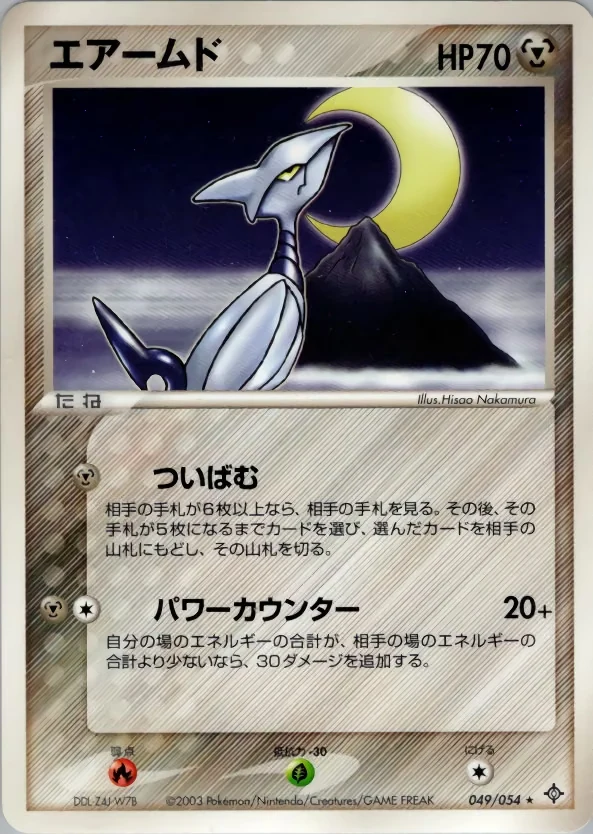 エアームド HP70
たね Illus.Hisao Nakamura
ついばむ
相手の手札が6枚以上なら、相手の手札を見る。その後、その
手札が5枚になるまでカードを選び、選んだカードを相手の
山札にもどし、その山札を切る。
パワーカウンター 20+
自分の場のエネルギーの合計が、相手の場のエネルギーの
合計より少ないなら、30ダメージを追加する。
弱点 抵抗力 -30 にげる
DDL-Z4J-W7B ©2003 Pokémon/Nintendo/Creatures/GAME FREAK 049/054 ★